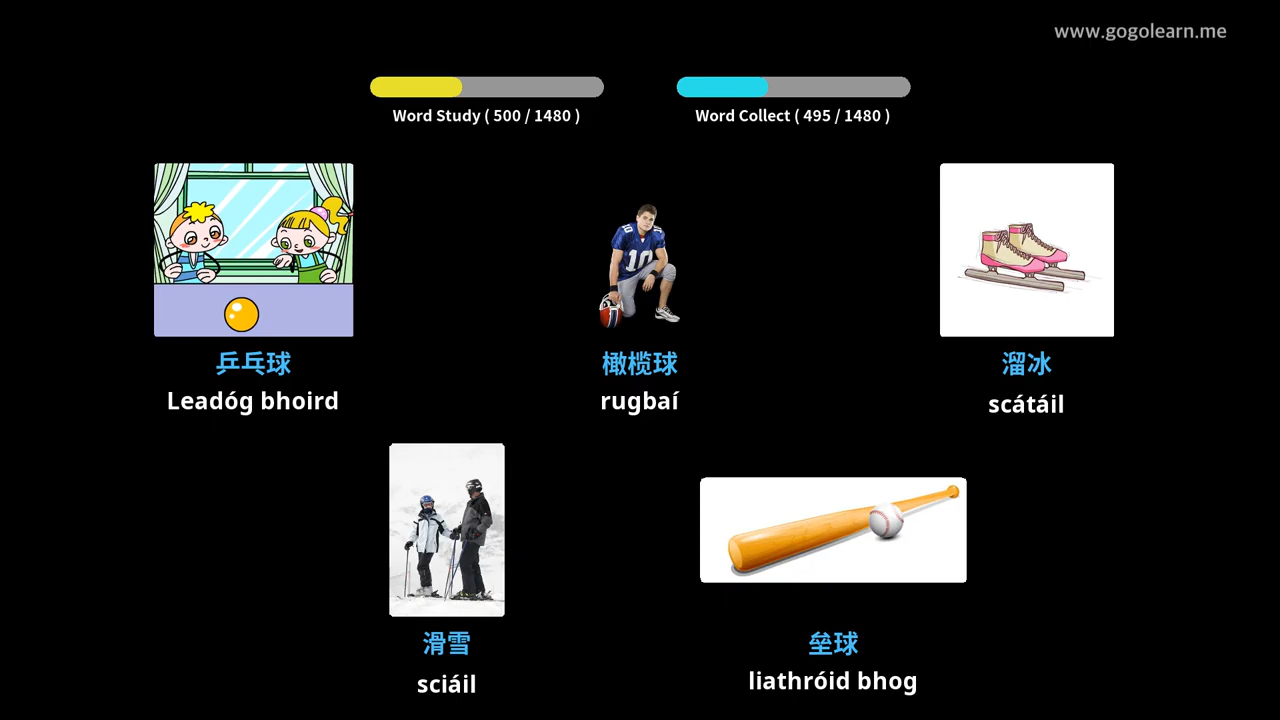 www.gogolearn.me
Word Study ( 500 / 1480 )
Word Collect ( 495 / 1480 )
乒乓球
Leadóg bhoird
橄榄球
rugbaí
溜冰
scátáil
滑雪
sciáil
垒球
liathróid bhog